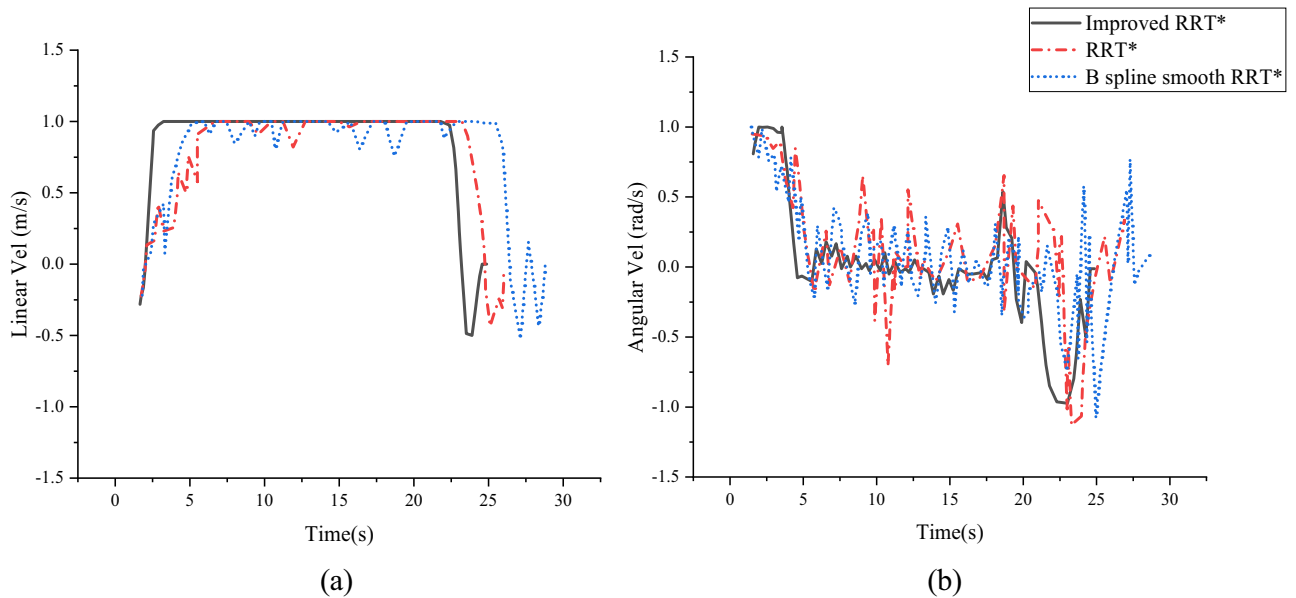 Improved RRT*
RRT*
B spline smooth RRT*
1.5
1.0
0.5
0.0
-0.5
-1.0
-1.5
Linear Vel (m/s)
0 5 10 15 20 25 30
Time(s)
(a)
1.5
1.0
0.5
0.0
-0.5
-1.0
-1.5
Angular Vel (rad/s)
0 5 10 15 20 25 30
Time(s)
(b)